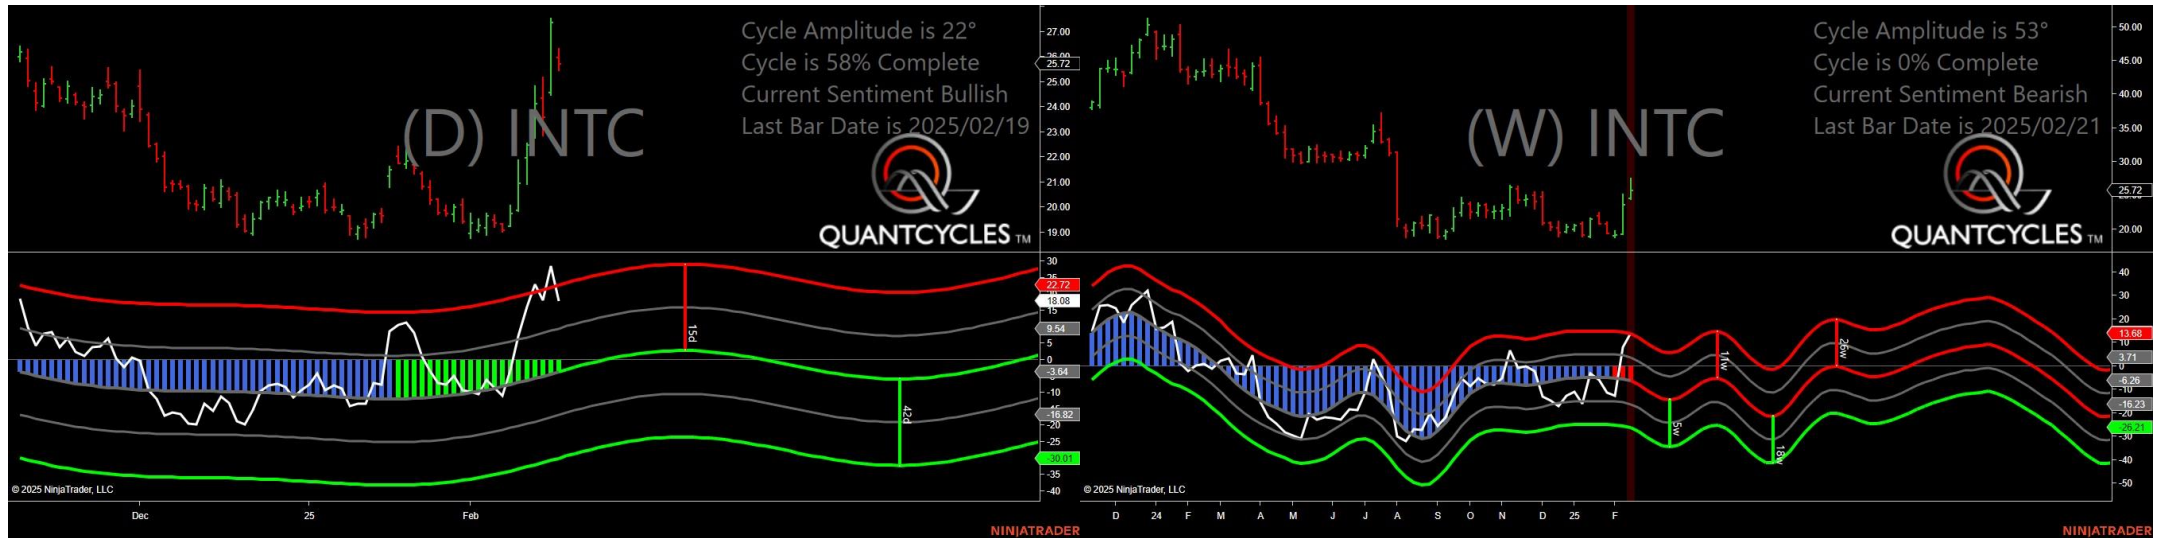 Cycle Amplitude is 22°
Cycle is 58% Complete
Current Sentiment Bullish
Last Bar Date is 2025/02/19
(D) INTC
QUANTCYCLES TM
27.00
26.00
25.72
25.00
22.00
21.00
20.00
19.00
30
25
22.72
18.08
15
9.54
5
0
-3.64
-10
-16.82
-20
-25
-30.01
-35
-40
15d
42d
© 2025 NinjaTrader, LLC
Dec
25
Feb
NINJATRADER
Cycle Amplitude is 53°
Cycle is 0% Complete
Current Sentiment Bearish
Last Bar Date is 2025/02/21
(W) INTC
QUANTCYCLES TM
50.00
45.00
40.00
35.00
30.00
25.72
20.00
40
30
20
13.68
10
3.71
0
-6.26
-10
-16.23
-20
-26.21
-30
-40
-50
5w
11w
18w
26w
© 2025 NinjaTrader, LLC
D
24
F
M
A
M
J
J
A
S
O
N
D
25
F
NINJATRADER